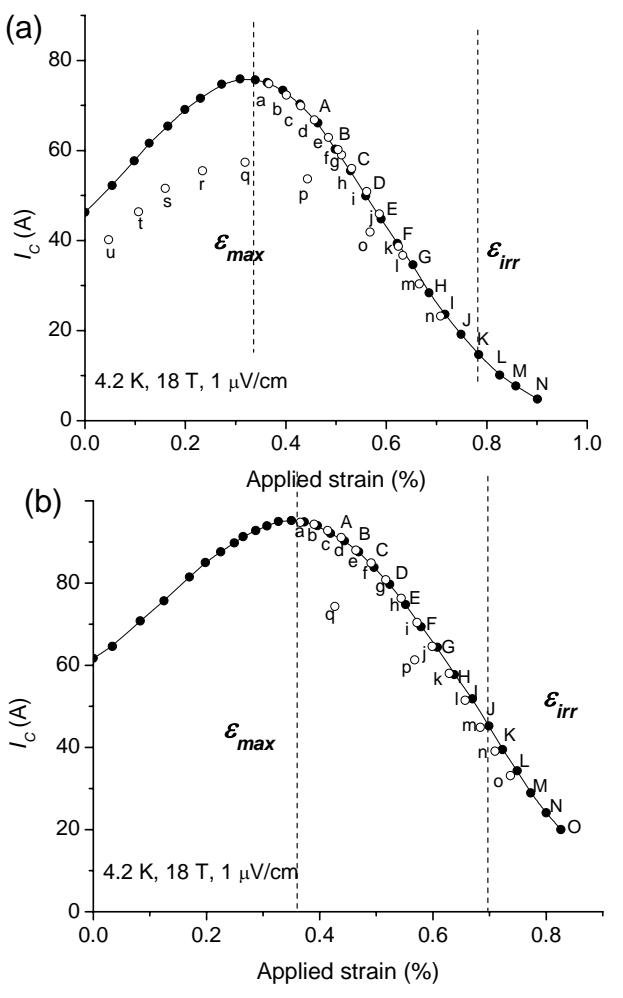 (a)
80
60
40
20
0
I_C (A)
0.0 0.2 0.4 0.6 0.8 1.0
Applied strain (%)
ε_max
ε_irr
4.2 K, 18 T, 1 μV/cm
A
B
C
D
E
F
G
H
I
J
K
L
M
N
a
b
c
d
e
f
g
h
i
j
k
l
m
n
o
p
q
r
s
t
u
(b)
80
60
40
20
0
I_C (A)
0.0 0.2 0.4 0.6 0.8
Applied strain (%)
ε_max
ε_irr
4.2 K, 18 T, 1 μV/cm
A
B
C
D
E
F
G
H
I
J
K
L
M
N
O
a
b
c
d
e
f
g
h
i
j
k
l
m
n
o
p
q